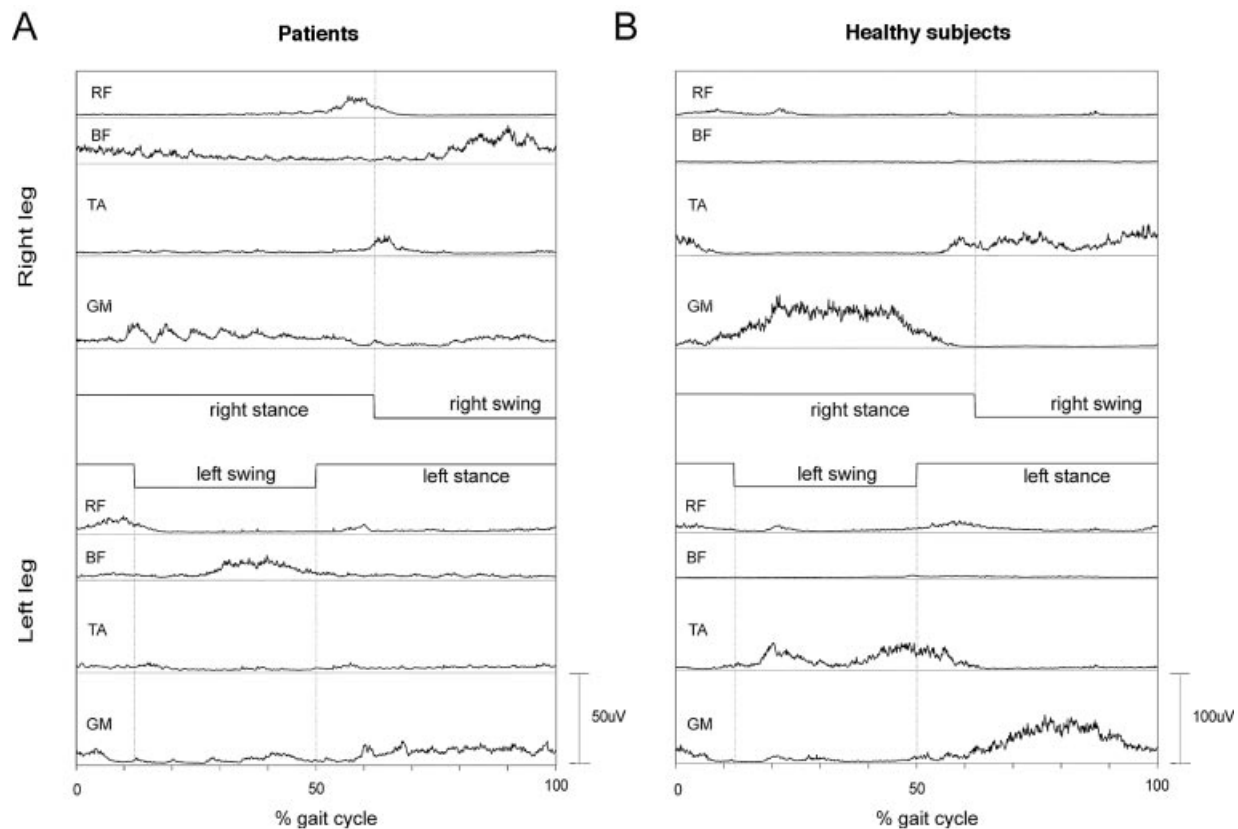 A
Patients
RF
BF
TA
GM
Right leg
right stance
right swing
left swing
left stance
RF
BF
TA
GM
Left leg
50uV
0
50
100
% gait cycle
B
Healthy subjects
RF
BF
TA
GM
right stance
right swing
left swing
left stance
RF
BF
TA
GM
100uV
0
50
100
% gait cycle